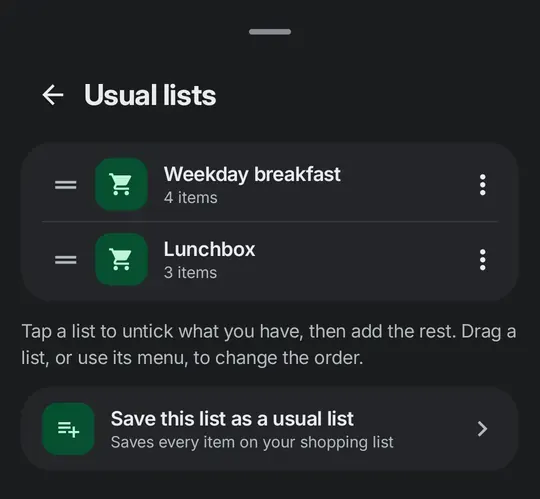 Usual lists
Weekday breakfast
4 items
Lunchbox
3 items
Tap a list to untick what you have, then add the rest. Drag a
list, or use its menu, to change the order.
Save this list as a usual list
Saves every item on your shopping list